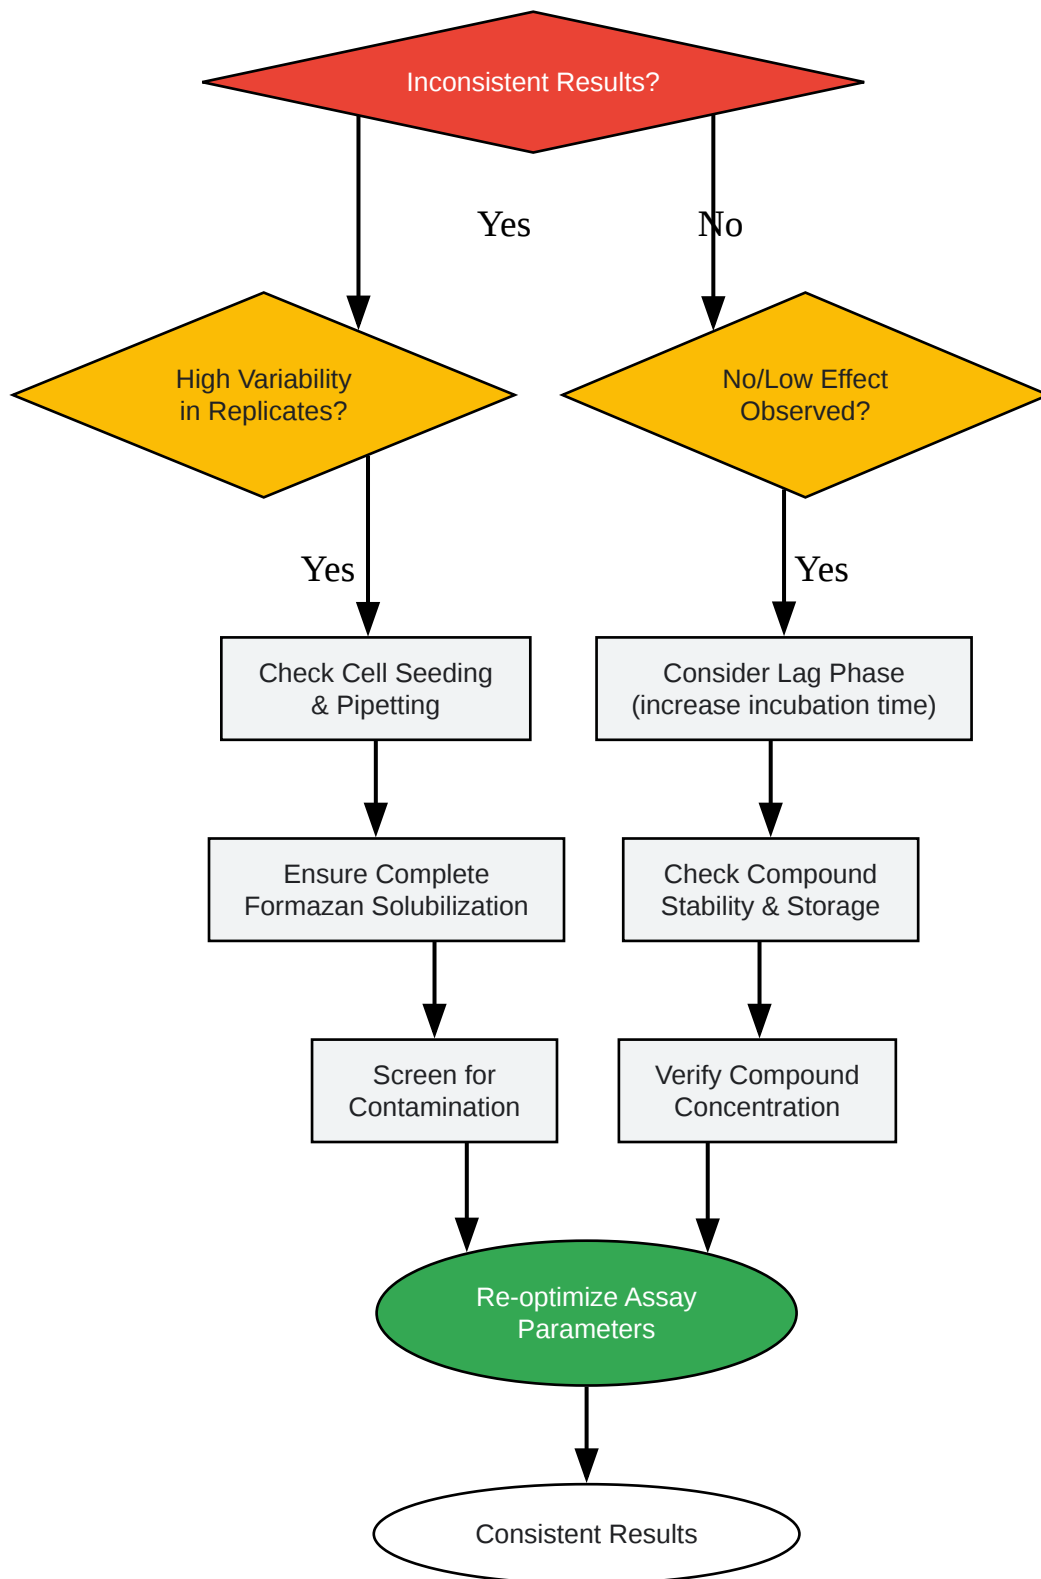 Inconsistent Results?
Yes
No
High Variability
in Replicates?
No/Low Effect
Observed?
Yes
Yes
Check Cell Seeding
& Pipetting
Consider Lag Phase
(increase incubation time)
Ensure Complete
Formazan Solubilization
Check Compound
Stability & Storage
Screen for
Contamination
Verify Compound
Concentration
Re-optimize Assay
Parameters
Consistent Results